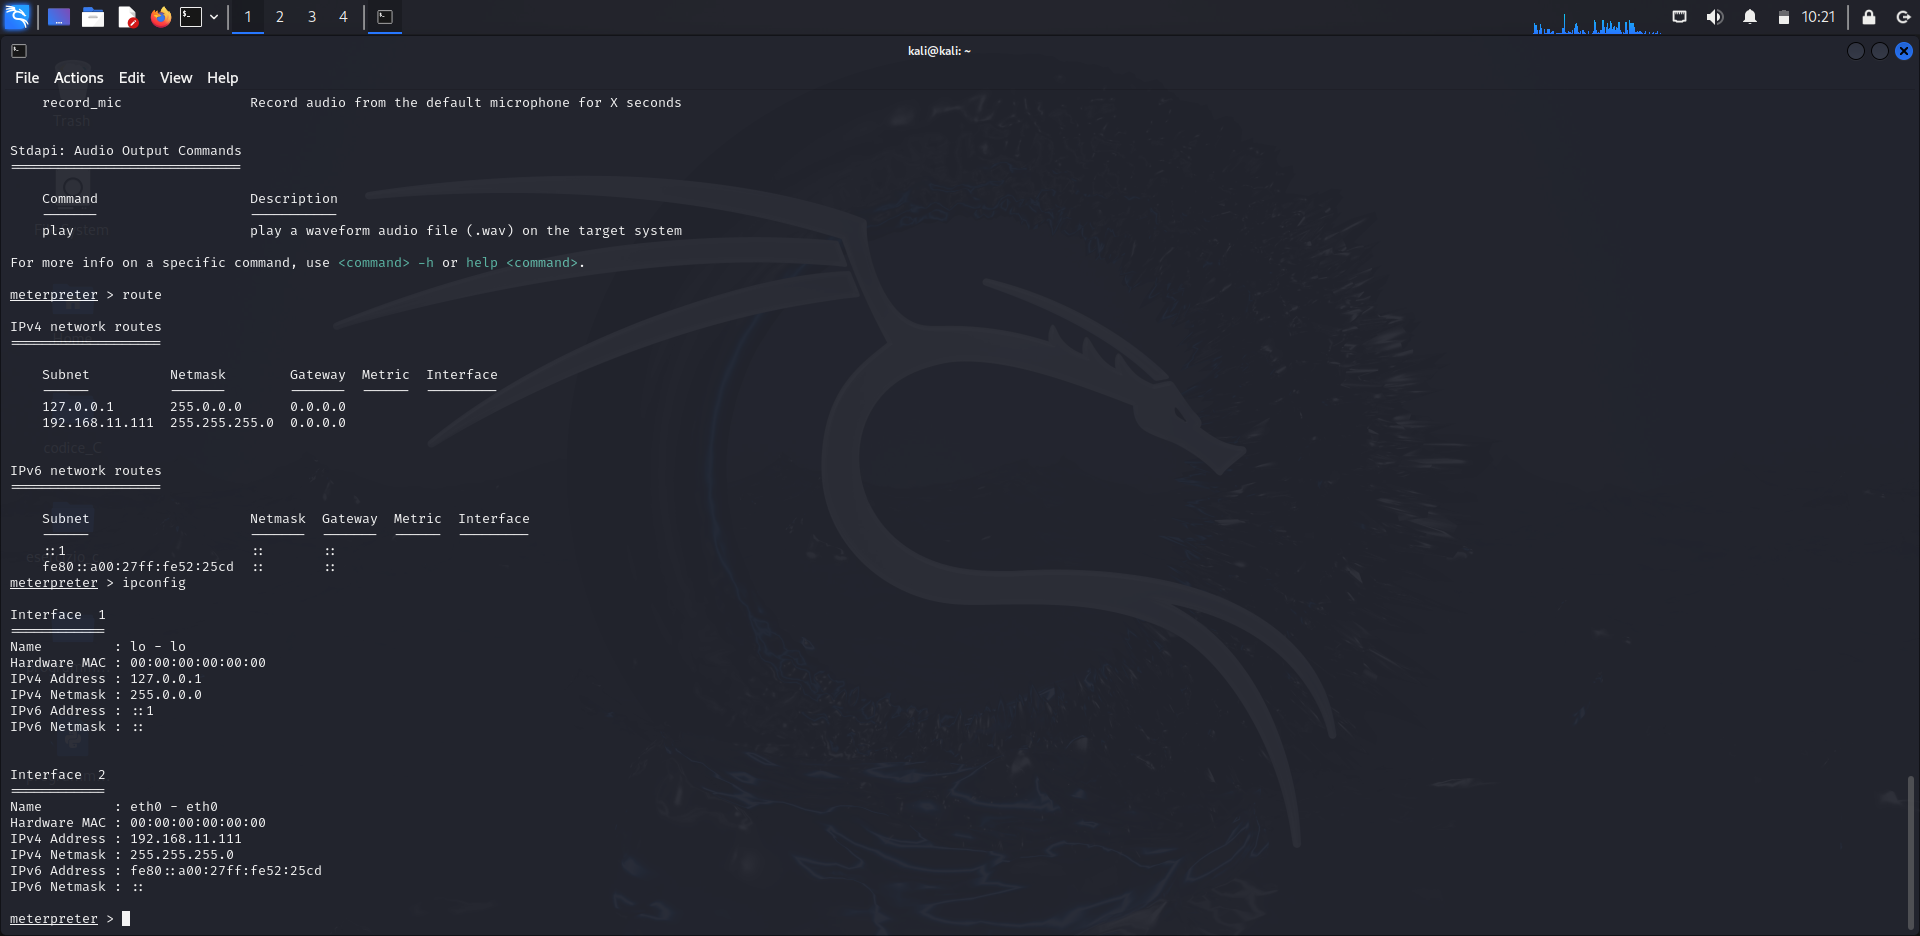 1 2 3 4
10:21
kali@kali: ~
File Actions Edit View Help
record_mic Record audio from the default microphone for X seconds
Trash
Stdapi: Audio Output Commands
Command Description
play play a waveform audio file (.wav) on the target system
For more info on a specific command, use <command> -h or help <command>.
meterpreter > route
IPv4 network routes
Subnet Netmask Gateway Metric Interface
127.0.0.1 255.0.0.0 0.0.0.0
192.168.11.111 255.255.255.0 0.0.0.0
codice_C
IPv6 network routes
Subnet Netmask Gateway Metric Interface
::1 :: ::
fe80::a00:27ff:fe52:25cd :: ::
meterpreter > ipconfig
Interface 1
Name : lo - lo
Hardware MAC : 00:00:00:00:00:00
IPv4 Address : 127.0.0.1
IPv4 Netmask : 255.0.0.0
IPv6 Address : ::1
IPv6 Netmask : ::
Interface 2
Name : eth0 - eth0
Hardware MAC : 00:00:00:00:00:00
IPv4 Address : 192.168.11.111
IPv4 Netmask : 255.255.255.0
IPv6 Address : fe80::a00:27ff:fe52:25cd
IPv6 Netmask : ::
meterpreter >